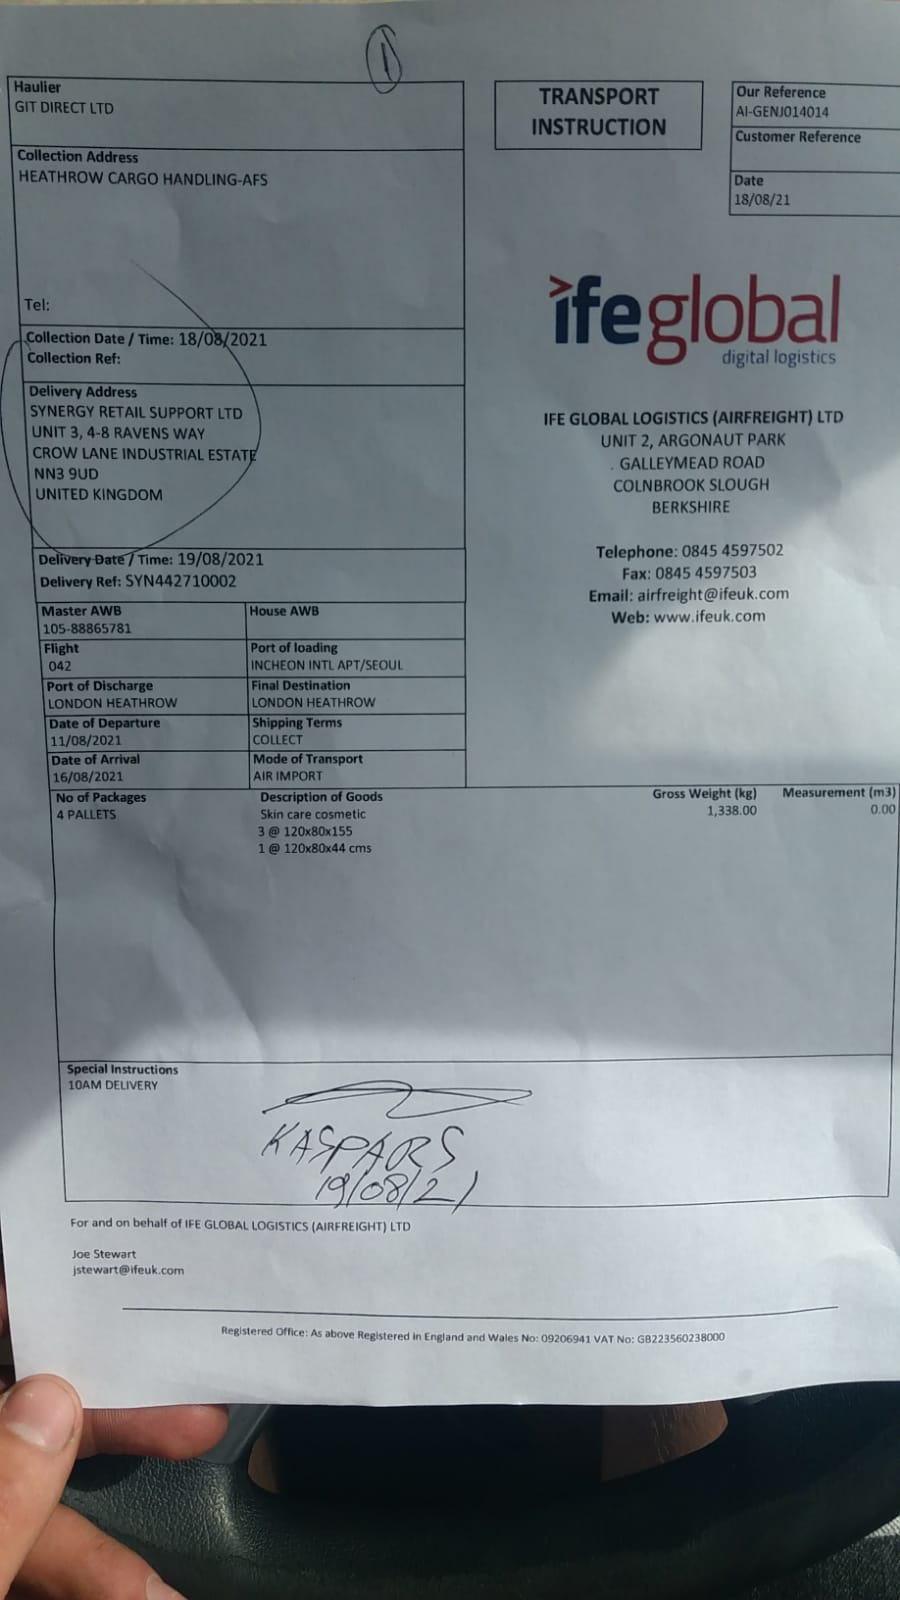 1
Haulier
GIT DIRECT LTD
Collection Address
HEATHROW CARGO HANDLING-AFS
Tel:
Collection Date / Time: 18/08/2021
Collection Ref:
Delivery Address
SYNERGY RETAIL SUPPORT LTD
UNIT 3, 4-8 RAVENS WAY
CROW LANE INDUSTRIAL ESTATE
NN3 9UD
UNITED KINGDOM
Delivery Date / Time: 19/08/2021
Delivery Ref: SYN442710002
TRANSPORT
INSTRUCTION
Our Reference
AI-GENJ014014
Customer Reference
Date
18/08/21
ifeglobal
digital logistics
IFE GLOBAL LOGISTICS (AIRFREIGHT) LTD
UNIT 2, ARGONAUT PARK
. GALLEYMEAD ROAD
COLNBROOK SLOUGH
BERKSHIRE
Telephone: 0845 4597502
Fax: 0845 4597503
Email: airfreight@ifeuk.com
Web: www.ifeuk.com
Master AWB House AWB
105-88865781
Flight Port of loading
042 INCHEON INTL APT/SEOUL
Port of Discharge Final Destination
LONDON HEATHROW LONDON HEATHROW
Date of Departure Shipping Terms
11/08/2021 COLLECT
Date of Arrival Mode of Transport
16/08/2021 AIR IMPORT
No of Packages Description of Goods Gross Weight (kg) Measurement (m3)
4 PALLETS Skin care cosmetic 1,338.00 0.00
3 @ 120x80x155
1 @ 120x80x44 cms
Special Instructions
10AM DELIVERY
KASPARS
19/08/21
For and on behalf of IFE GLOBAL LOGISTICS (AIRFREIGHT) LTD
Joe Stewart
jstewart@ifeuk.com
Registered Office: As above Registered in England and Wales No: 09206941 VAT No: GB223560238000